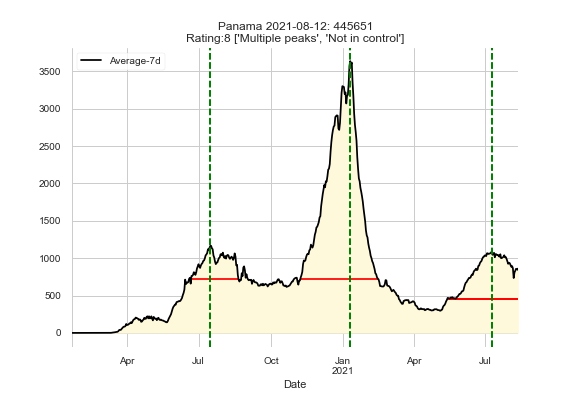 Panama 2021-08-12: 445651
Rating:8 ['Multiple peaks', 'Not in control']
Average-7d
3500
3000
2500
2000
1500
1000
500
0
Apr Jul Oct Jan Apr Jul
2021
Date